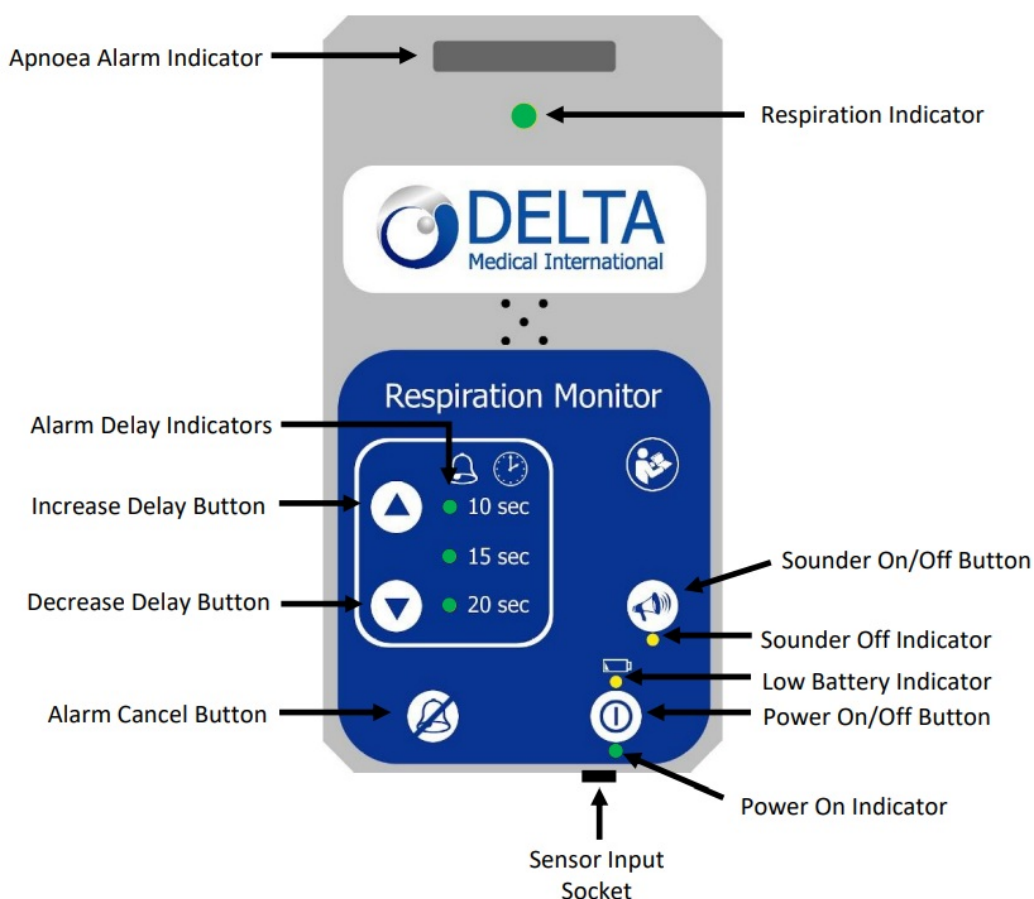 Apnoea Alarm Indicator
Respiration Indicator
DELTA
Medical International
Respiration Monitor
Alarm Delay Indicators
Increase Delay Button
10 sec
15 sec
Sounder On/Off Button
Decrease Delay Button
20 sec
Sounder Off Indicator
Low Battery Indicator
Alarm Cancel Button
Power On/Off Button
Power On Indicator
Sensor Input
Socket